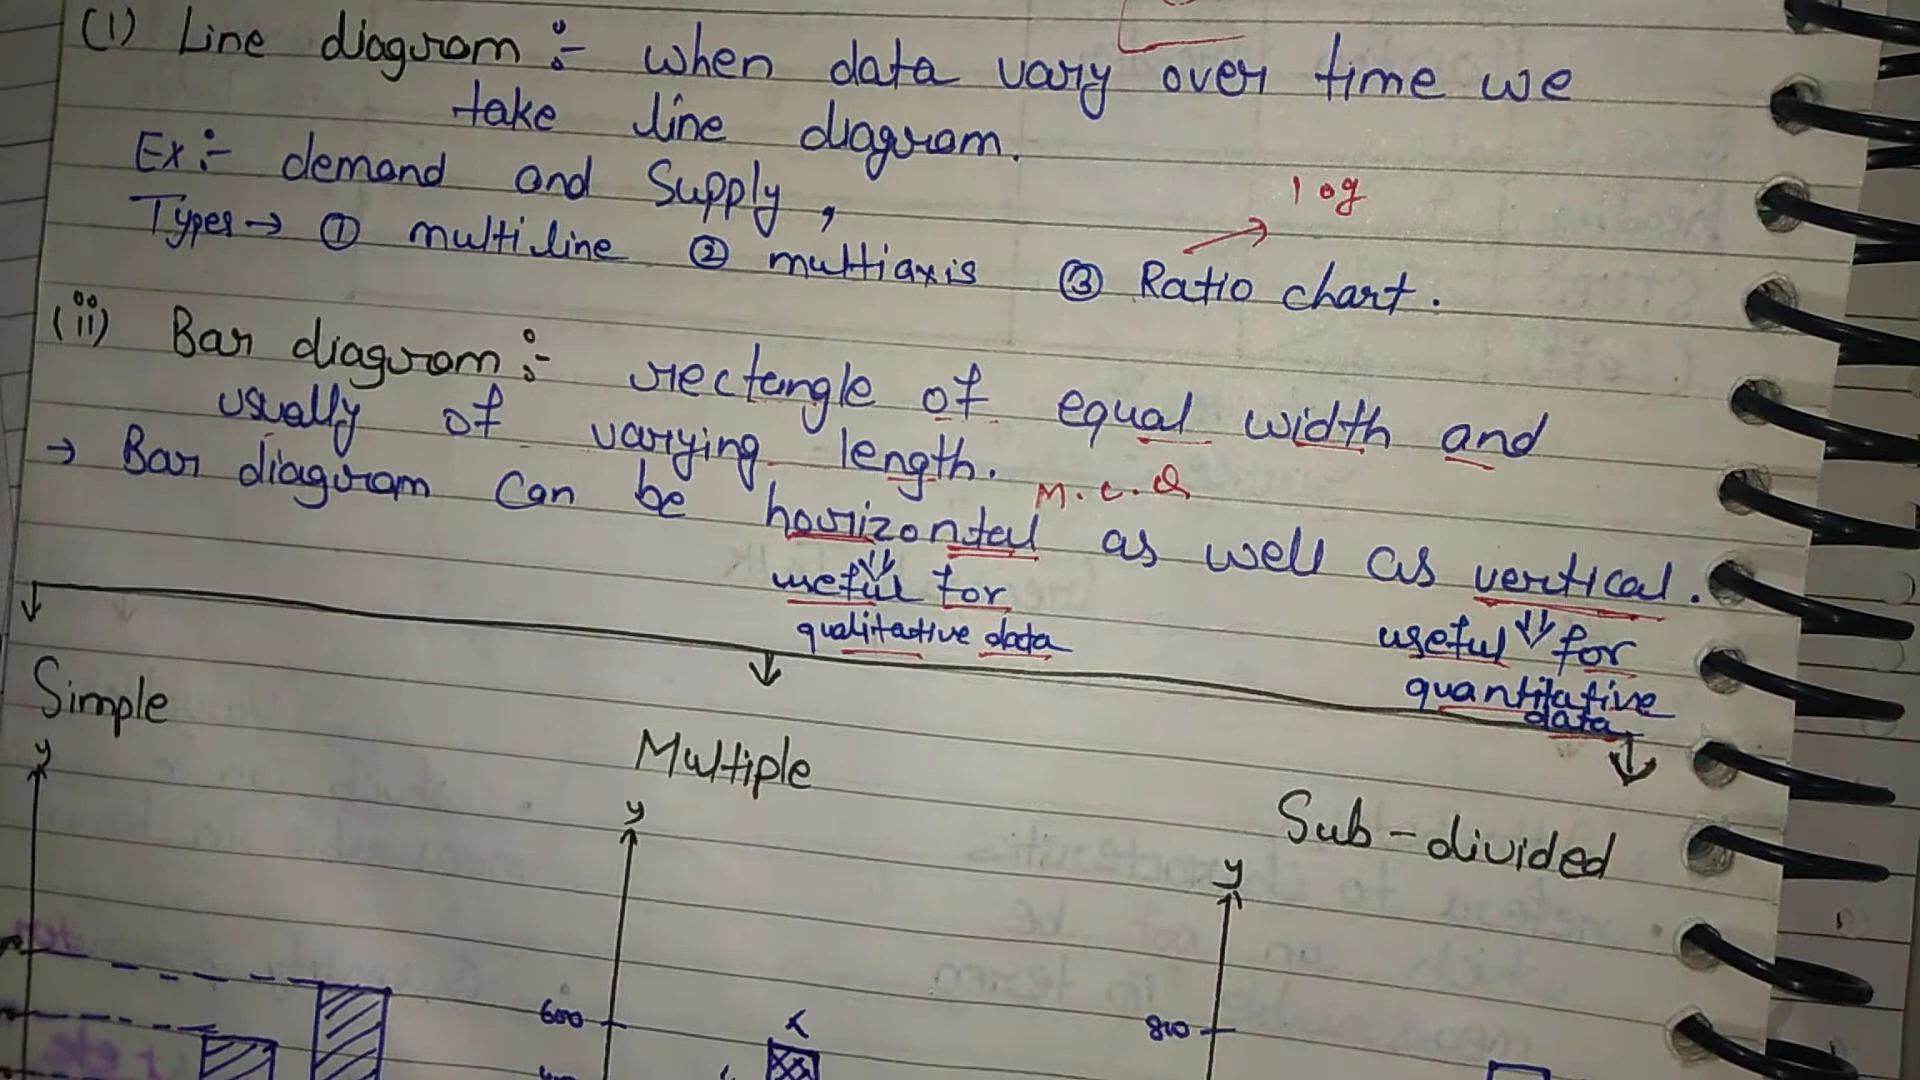 (i) Line diagram :- when data vary over time we
take line diagram.
Ex :- demand and Supply,
log
Types → ① multiline ② multiaxis ③ Ratio chart.
(ii) Bar diagram :- rectangle of equal width and
usually of varying length.
M.C.Q
→ Bar diagram can be horizontal as well as vertical.
useful for
qualitative data
useful for
quantitative
data
Simple
Multiple
Sub-divided
y
y
y
600
800
x